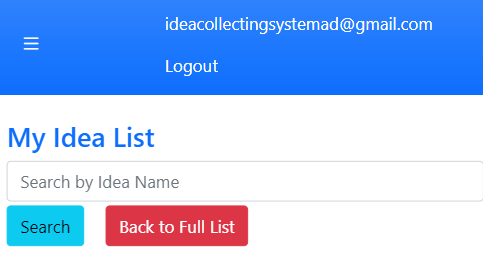 ideacollectingsystemad@gmail.com
Logout
My Idea List
Search by Idea Name
Search Back to Full List